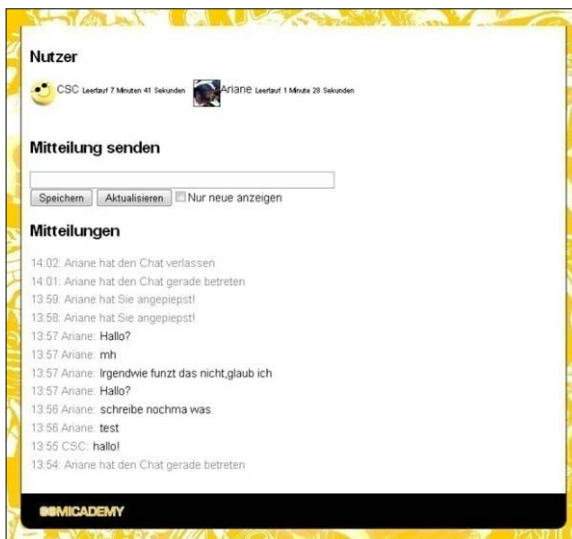 Nutzer
CSC Leerlauf 7 Minuten 41 Sekunden Ariane Leerlauf 1 Minute 28 Sekunden
Mitteilung senden
Speichern Aktualisieren Nur neue anzeigen
Mitteilungen
14:02: Ariane hat den Chat verlassen
14:01: Ariane hat den Chat gerade betreten
13:59: Ariane hat Sie angepiepst!
13:58: Ariane hat Sie angepiepst!
13:57 Ariane: Hallo?
13:57 Ariane: mh
13:57 Ariane: Irgendwie funzt das nicht,glaub ich
13:57 Ariane: Hallo?
13:56 Ariane: schreibe nochma was
13:56 Ariane: test
13:55 CSC: hallo!
13:54: Ariane hat den Chat gerade betreten
COMICADEMY